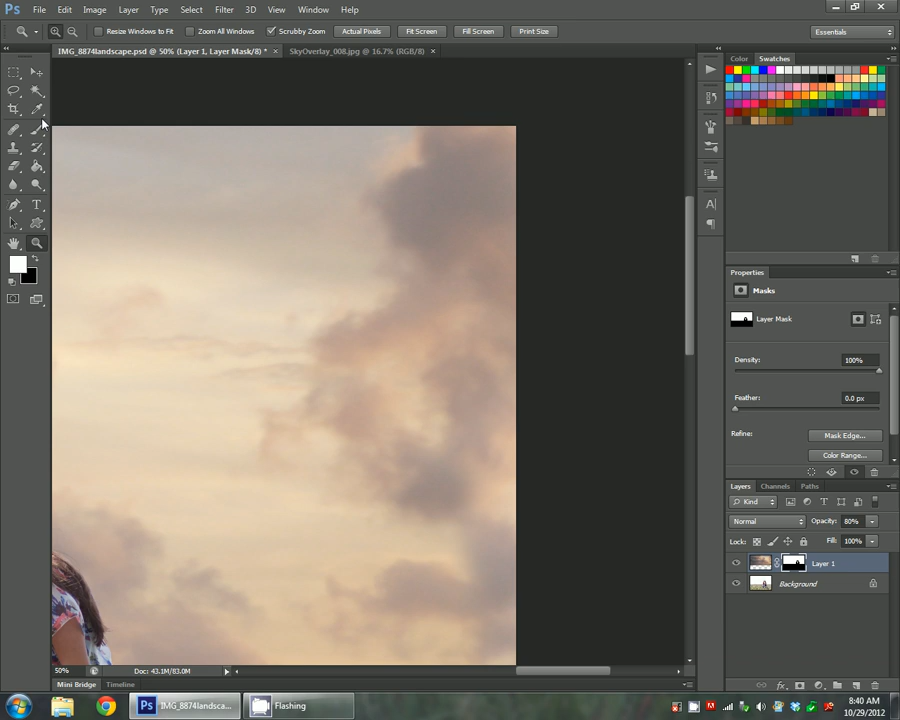 Ps File Edit Image Layer Type Select Filter 3D View Window Help
Resize Windows to Fit Zoom All Windows Scrubby Zoom Actual Pixels Fit Screen Fill Screen Print Size Essentials
IMG_8874landscape.psd @ 50% (Layer 1, Layer Mask/8) * × SkyOverlay_008.jpg @ 16.7% (RGB/8) ×
Color Swatches
Properties
Masks
Layer Mask
Density: 100%
Feather: 0.0 px
Refine: Mask Edge...
Color Range...
Layers Channels Paths
Kind
Normal Opacity: 80%
Lock: Fill: 100%
Layer 1
Background
50% Doc: 43.1M/83.0M
Mini Bridge Timeline
Ps IMG_8874landsca... Flashing
8:40 AM
10/29/2012